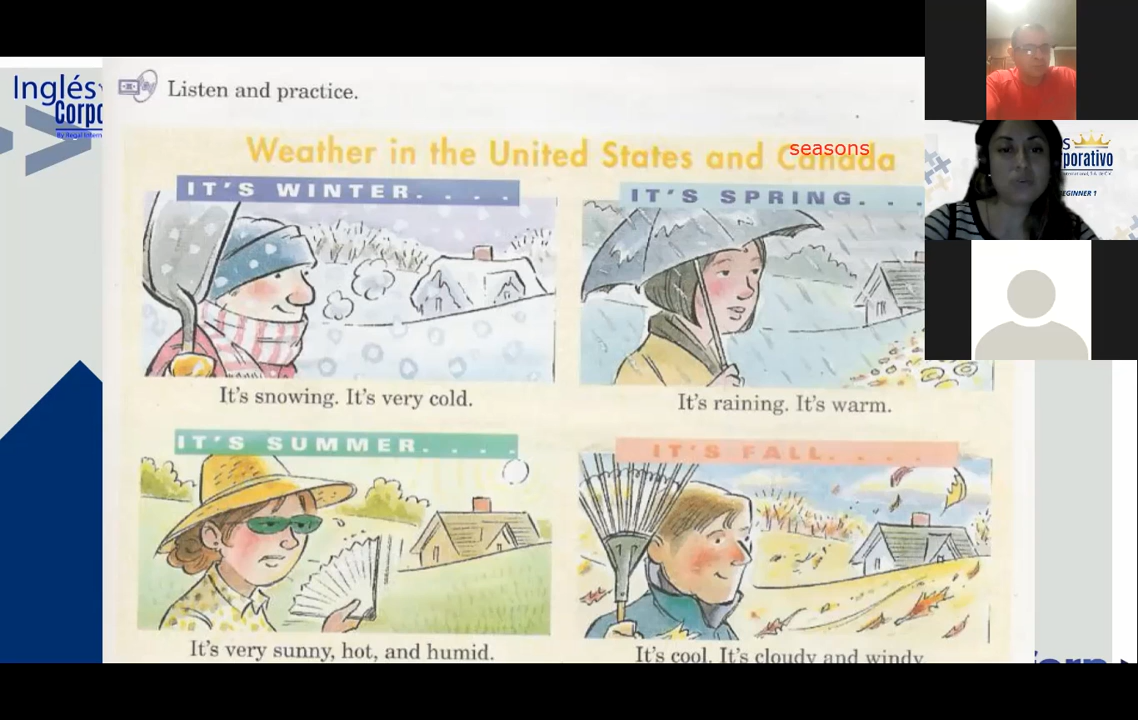 Inglés
Corpo
Listen and practice.
Weather in the United States and Canada
seasons
IT'S WINTER. . . .
IT'S SPRING. . .
It's snowing. It's very cold.
It's raining. It's warm.
IT'S SUMMER. . . .
IT'S FALL. . . .
It's very sunny, hot, and humid.
It's cool. It's cloudy and windy
s
porativo
EGINNER 1